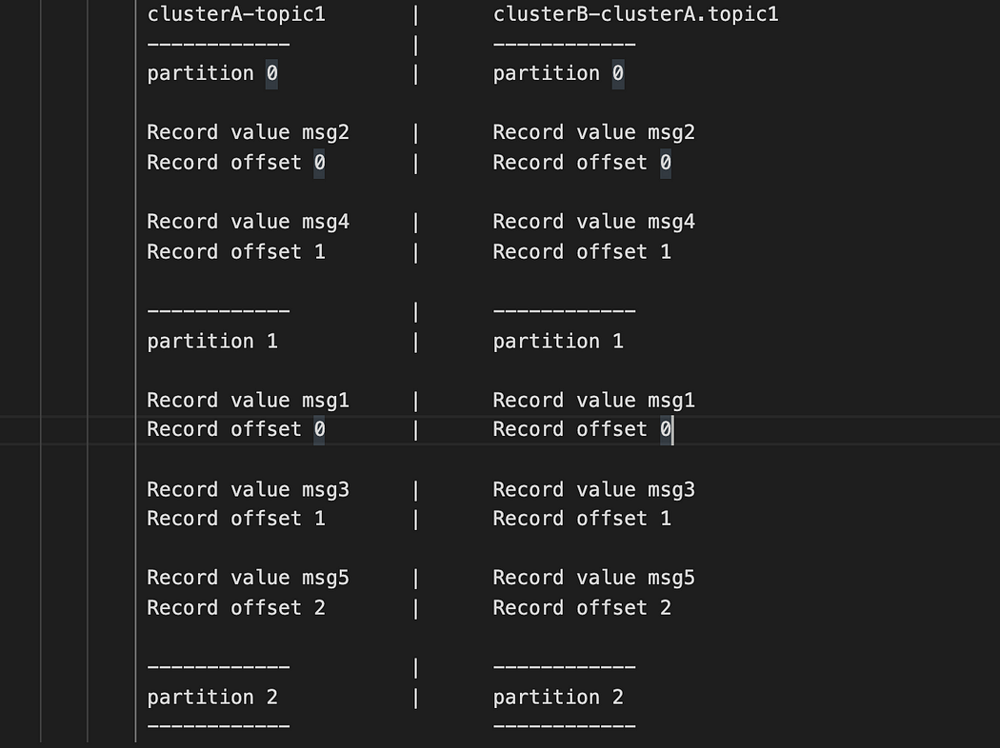 clusterA-topic1 | clusterB-clusterA.topic1
------------ | ------------
partition 0 | partition 0
Record value msg2 | Record value msg2
Record offset 0 | Record offset 0
Record value msg4 | Record value msg4
Record offset 1 | Record offset 1
------------ | ------------
partition 1 | partition 1
Record value msg1 | Record value msg1
Record offset 0 | Record offset 0
Record value msg3 | Record value msg3
Record offset 1 | Record offset 1
Record value msg5 | Record value msg5
Record offset 2 | Record offset 2
------------ | ------------
partition 2 | partition 2
------------ ------------